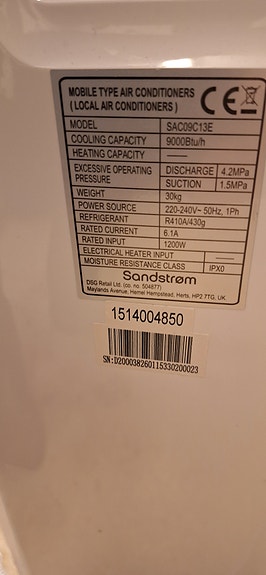 MOBILE TYPE AIR CONDITIONERS
( LOCAL AIR CONDITIONERS )
CE
MODEL SAC09C13E
COOLING CAPACITY 9000Btu/h
HEATING CAPACITY ——
EXCESSIVE OPERATING PRESSURE DISCHARGE 4.2MPa
SUCTION 1.5MPa
WEIGHT 30kg
POWER SOURCE 220-240V~ 50Hz, 1Ph
REFRIGERANT R410A/430g
RATED CURRENT 6.1A
RATED INPUT 1200W
ELECTRICAL HEATER INPUT ——
MOISTURE RESISTANCE CLASS IPX0
Sandstrøm
DSG Retail Ltd. (co. no. 504877)
Maylands Avenue, Hemel Hempstead, Herts, HP2 7TG, UK
1514004850
SN:D200038260115330200023